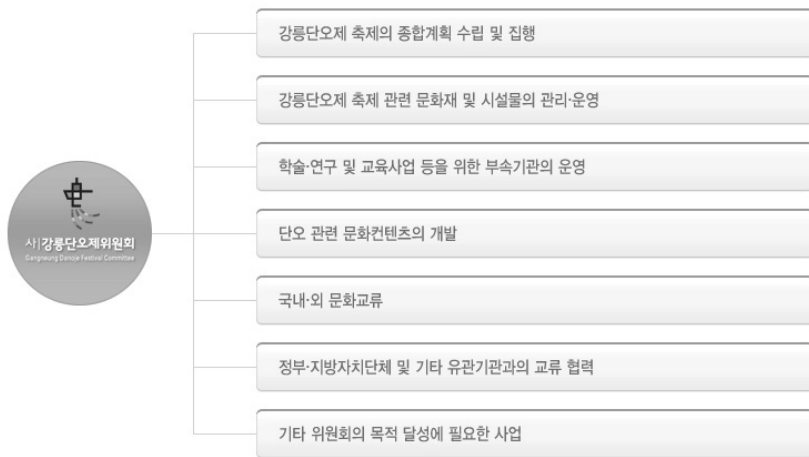 강릉단오제 축제의 종합계획 수립 및 집행
강릉단오제 축제 관련 문화재 및 시설물의 관리·운영
학술·연구 및 교육사업 등을 위한 부속기관의 운영
사|강릉단오제위원회
Gangneung Danoje Festival Committee
단오 관련 문화컨텐츠의 개발
국내·외 문화교류
정부·지방자치단체 및 기타 유관기관과의 교류 협력
기타 위원회의 목적 달성에 필요한 사업